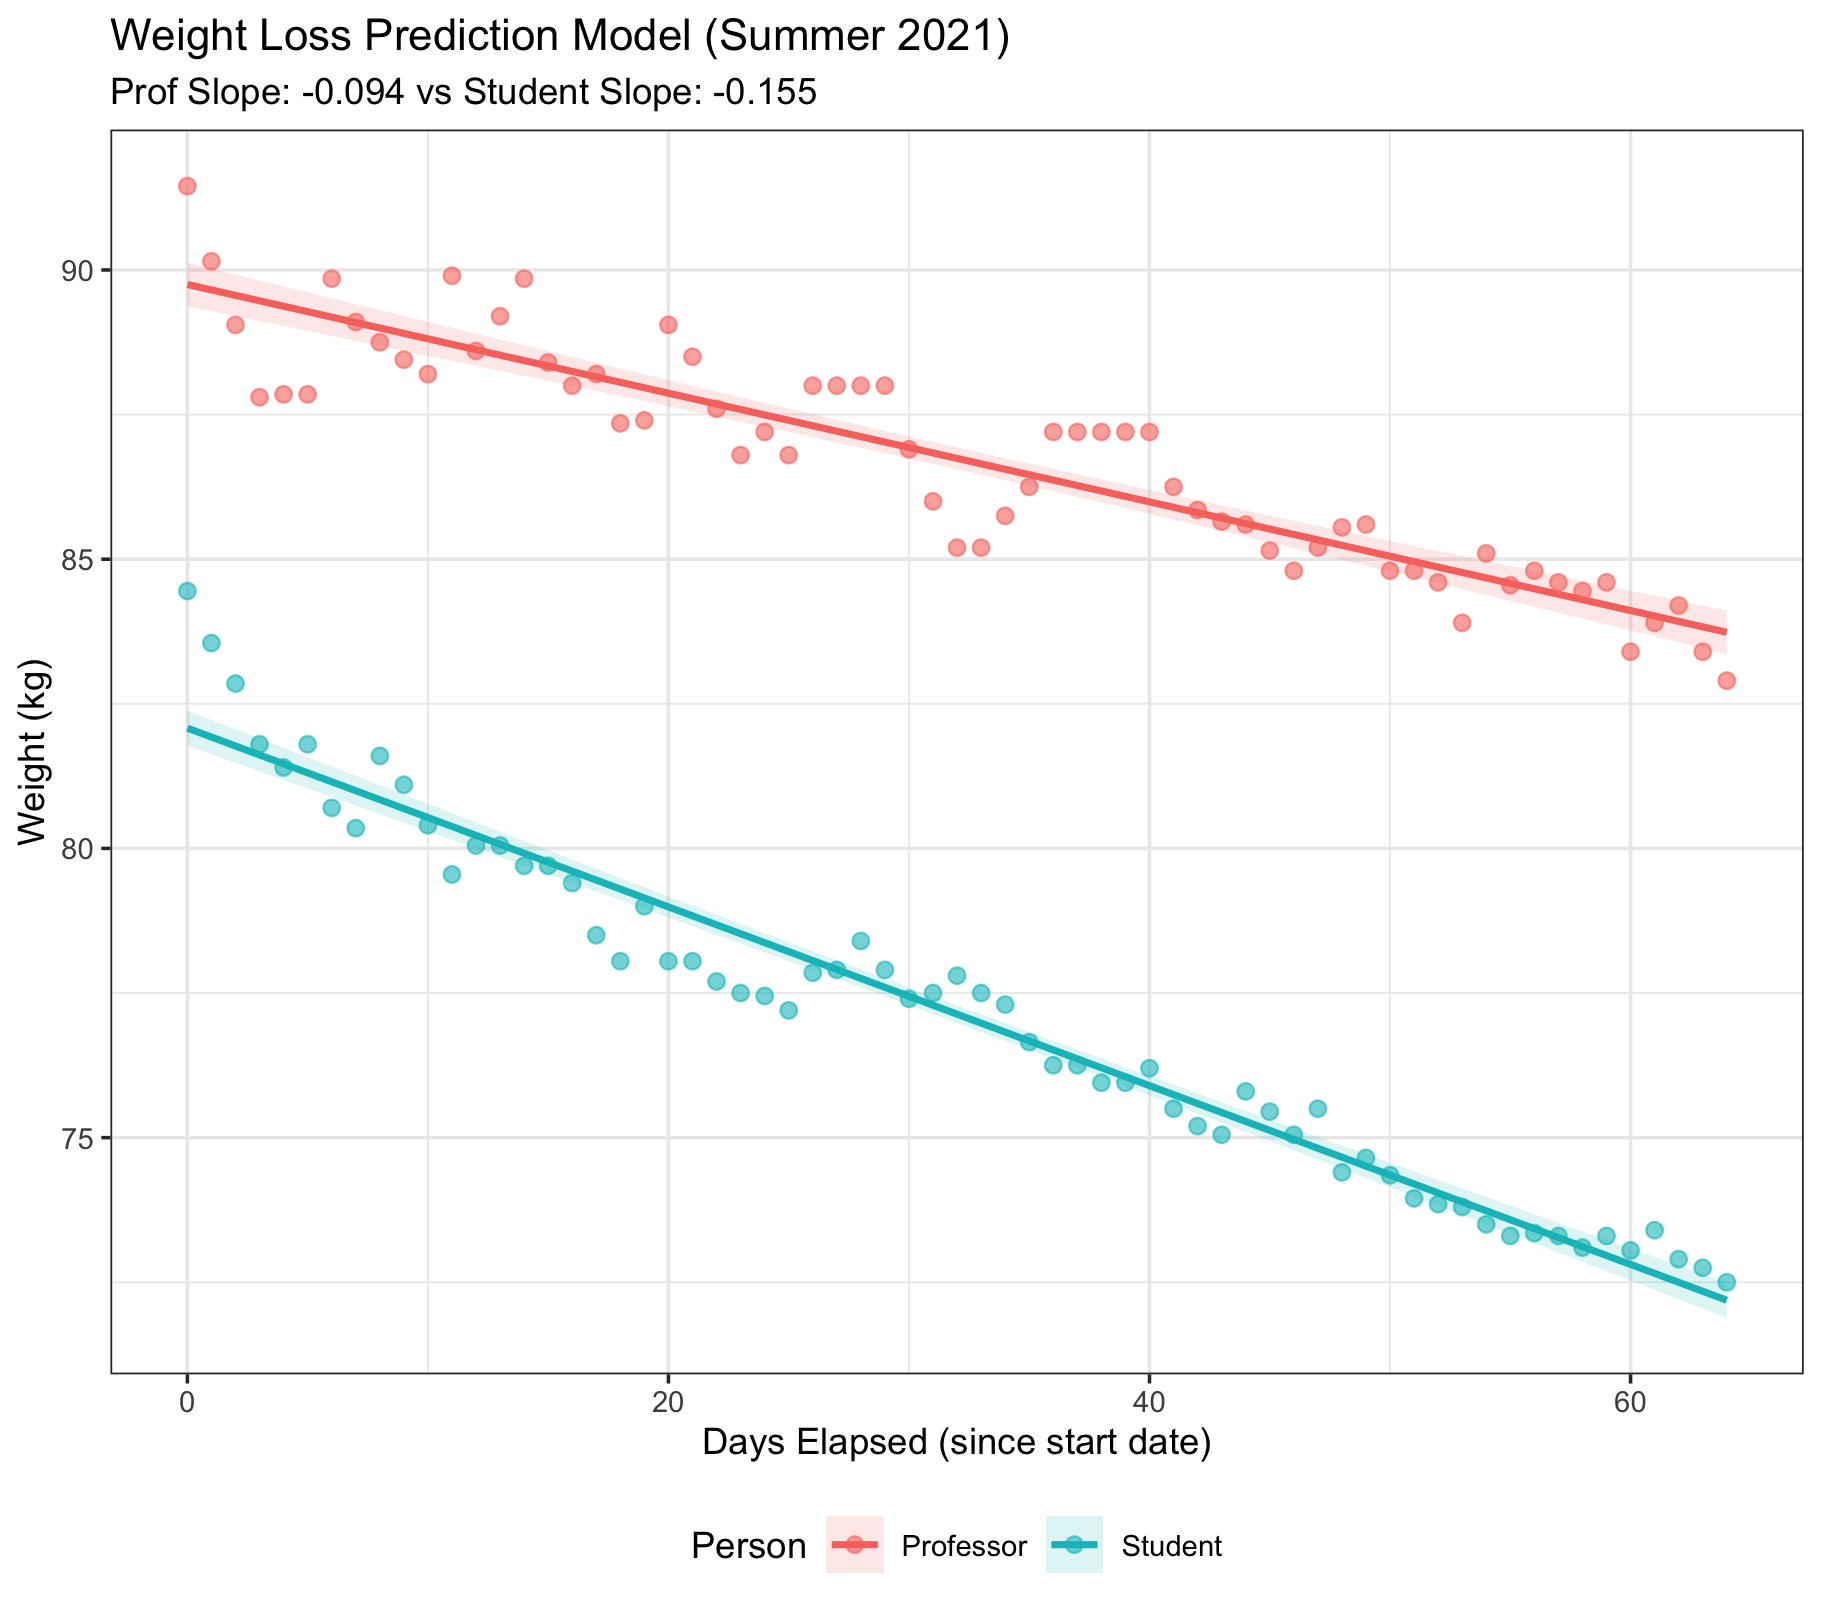 Weight Loss Prediction Model (Summer 2021)
Prof Slope: -0.094 vs Student Slope: -0.155
Weight (kg)
90
85
80
75
0 20 40 60
Days Elapsed (since start date)
Person Professor Student